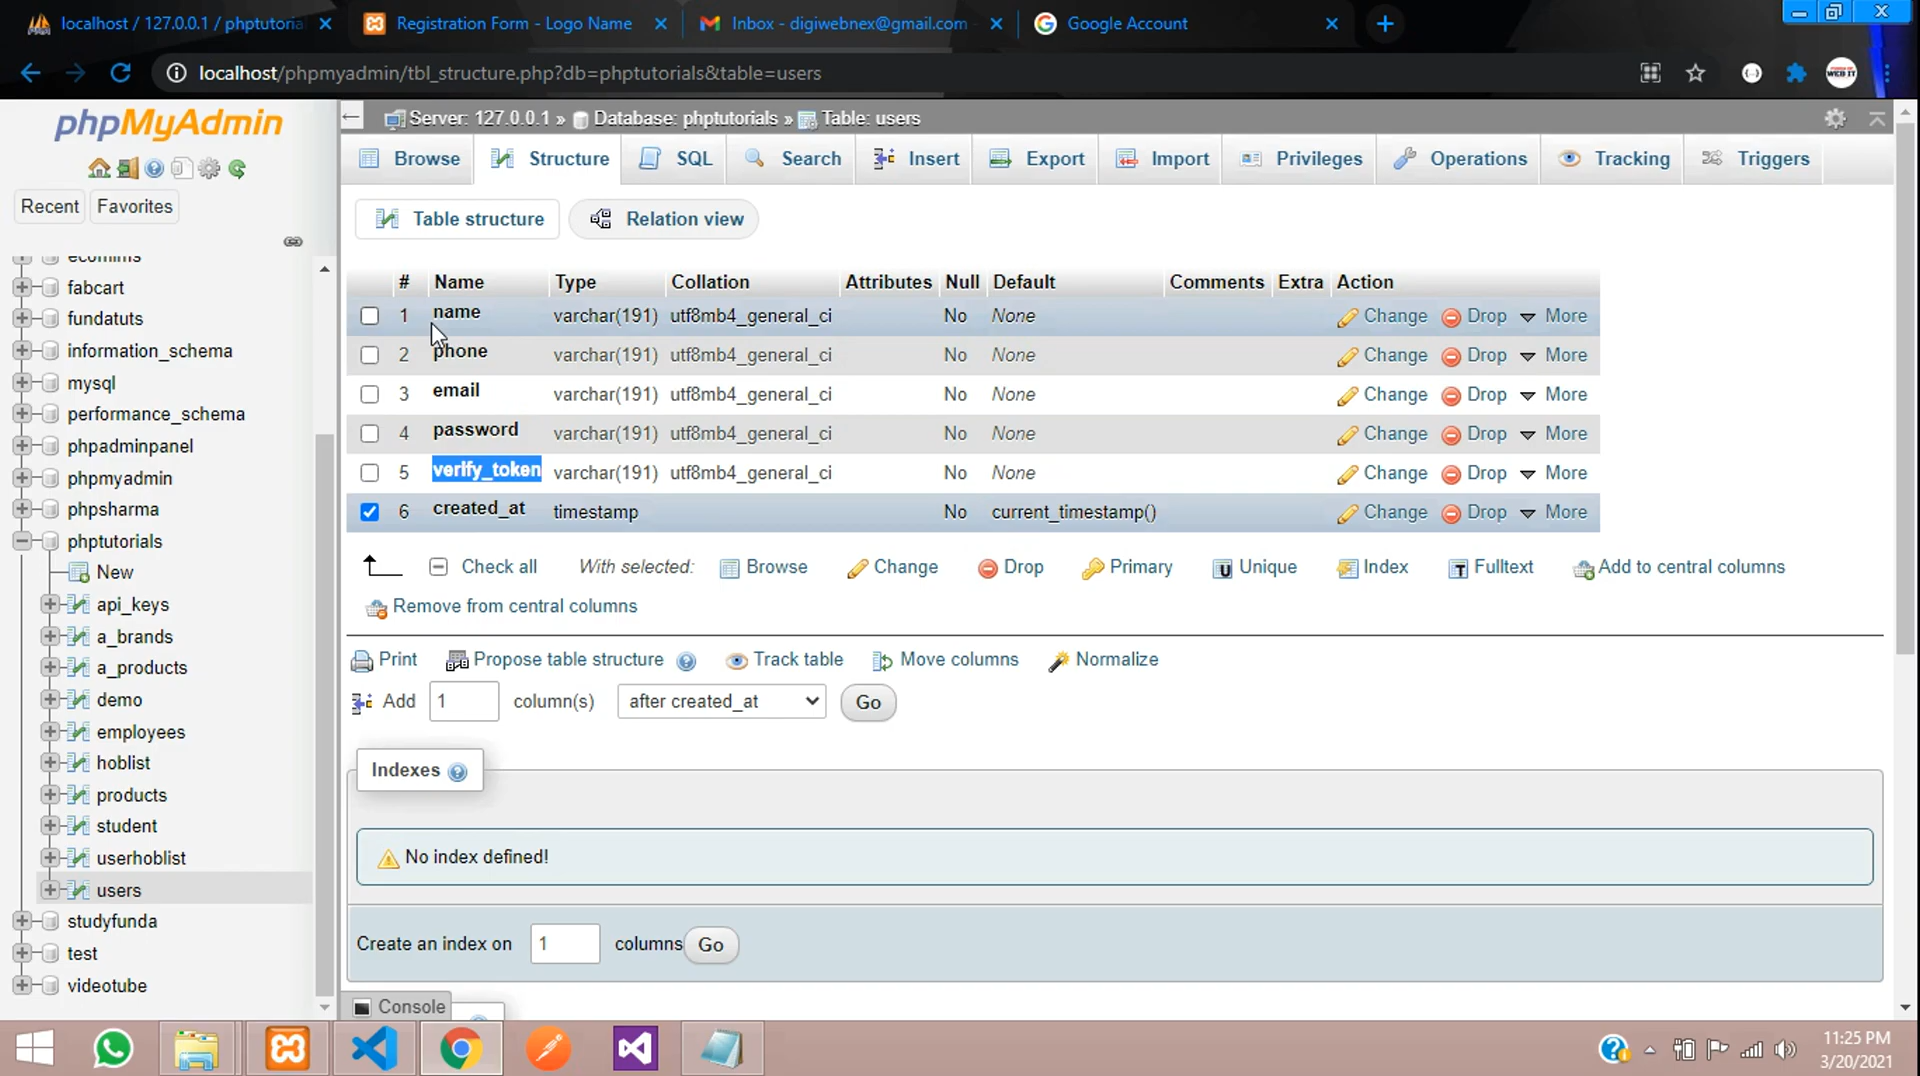 localhost / 127.0.0.1 / phptutoria
Registration Form - Logo Name
Inbox - digiwebnex@gmail.com
Google Account
localhost/phpmyadmin/tbl_structure.php?db=phptutorials&table=users
phpMyAdmin
Server: 127.0.0.1 » Database: phptutorials » Table: users
Browse Structure SQL Search Insert Export Import Privileges Operations Tracking Triggers
Recent Favorites
Table structure Relation view
ecomlms
fabcart
fundatuts
information_schema
mysql
performance_schema
phpadminpanel
phpmyadmin
phpsharma
phptutorials
New
api_keys
a_brands
a_products
demo
employees
hoblist
products
student
userhoblist
users
studyfunda
test
videotube
# Name Type Collation Attributes Null Default Comments Extra Action
1 name varchar(191) utf8mb4_general_ci No None Change Drop More
2 phone varchar(191) utf8mb4_general_ci No None Change Drop More
3 email varchar(191) utf8mb4_general_ci No None Change Drop More
4 password varchar(191) utf8mb4_general_ci No None Change Drop More
5 verify_token varchar(191) utf8mb4_general_ci No None Change Drop More
6 created_at timestamp No current_timestamp() Change Drop More
Check all With selected: Browse Change Drop Primary Unique Index Fulltext Add to central columns
Remove from central columns
Print Propose table structure Track table Move columns Normalize
Add 1 column(s) after created_at Go
Indexes
No index defined!
Create an index on 1 columns Go
Console
11:25 PM
3/20/2021